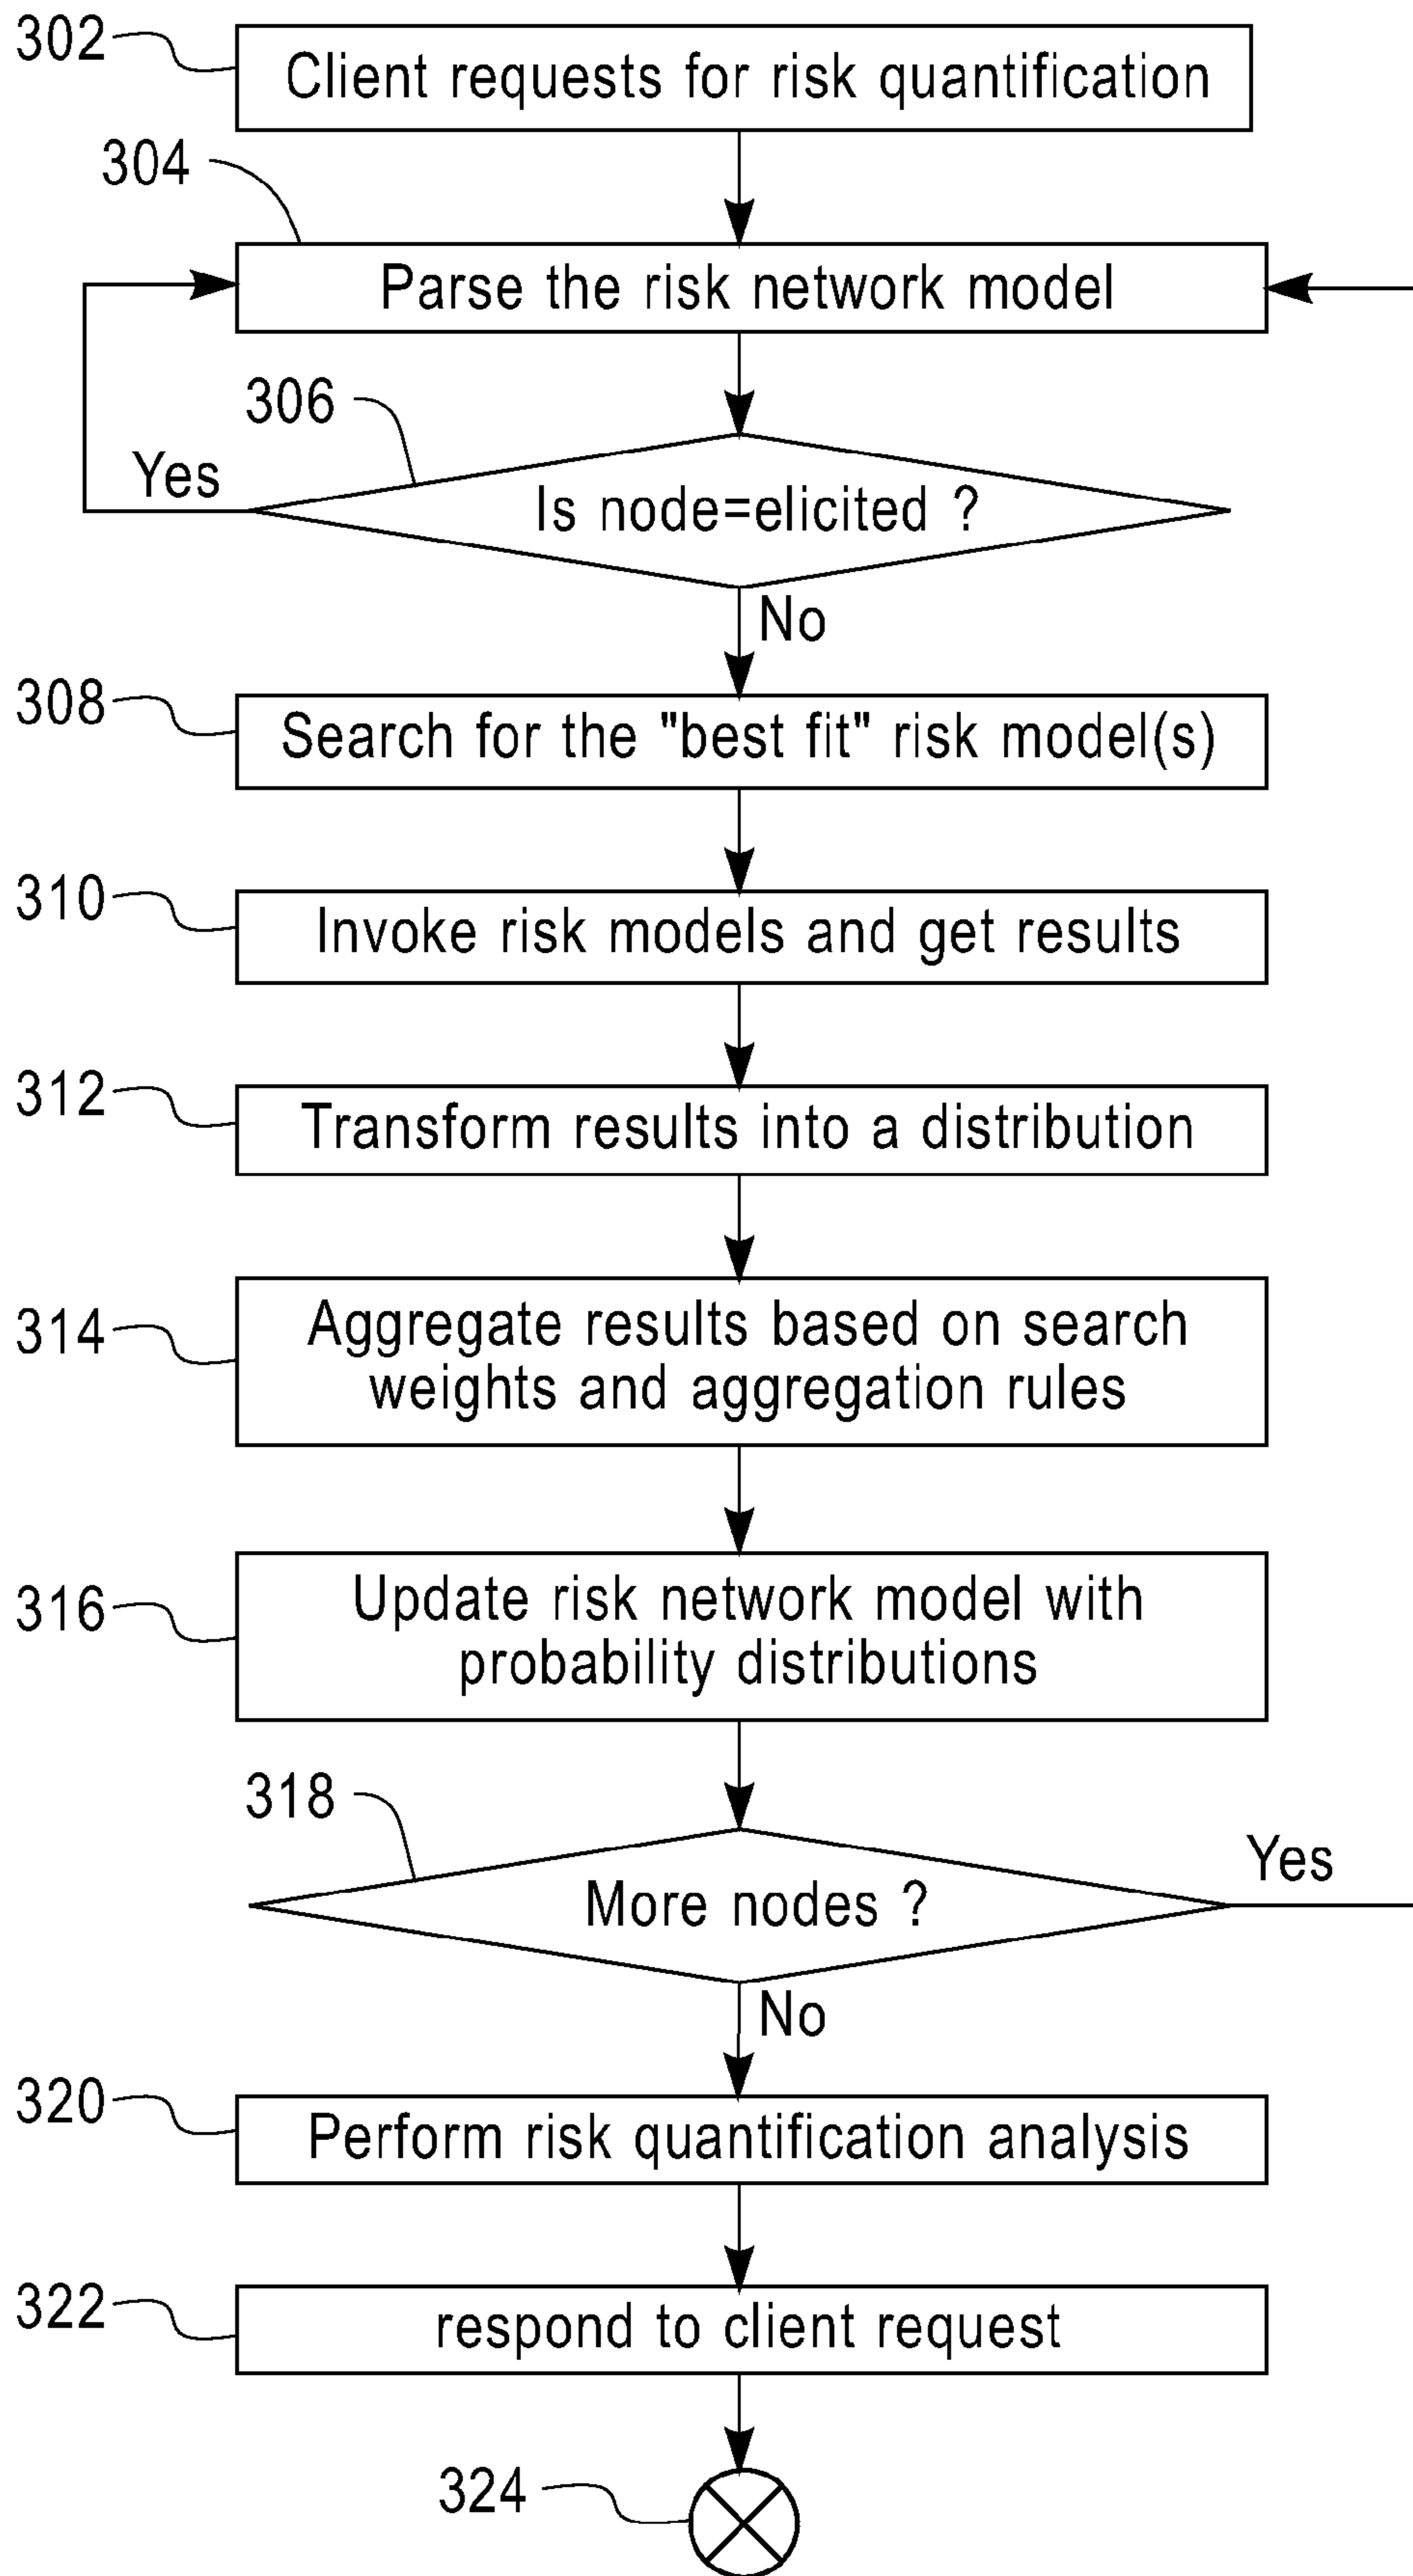 302
Client requests for risk quantification
304
Parse the risk network model
306
Yes
Is node=elicited ?
No
308
Search for the "best fit" risk model(s)
310
Invoke risk models and get results
312
Transform results into a distribution
314
Aggregate results based on search
weights and aggregation rules
316
Update risk network model with
probability distributions
318
Yes
More nodes ?
No
320
Perform risk quantification analysis
322
respond to client request
324